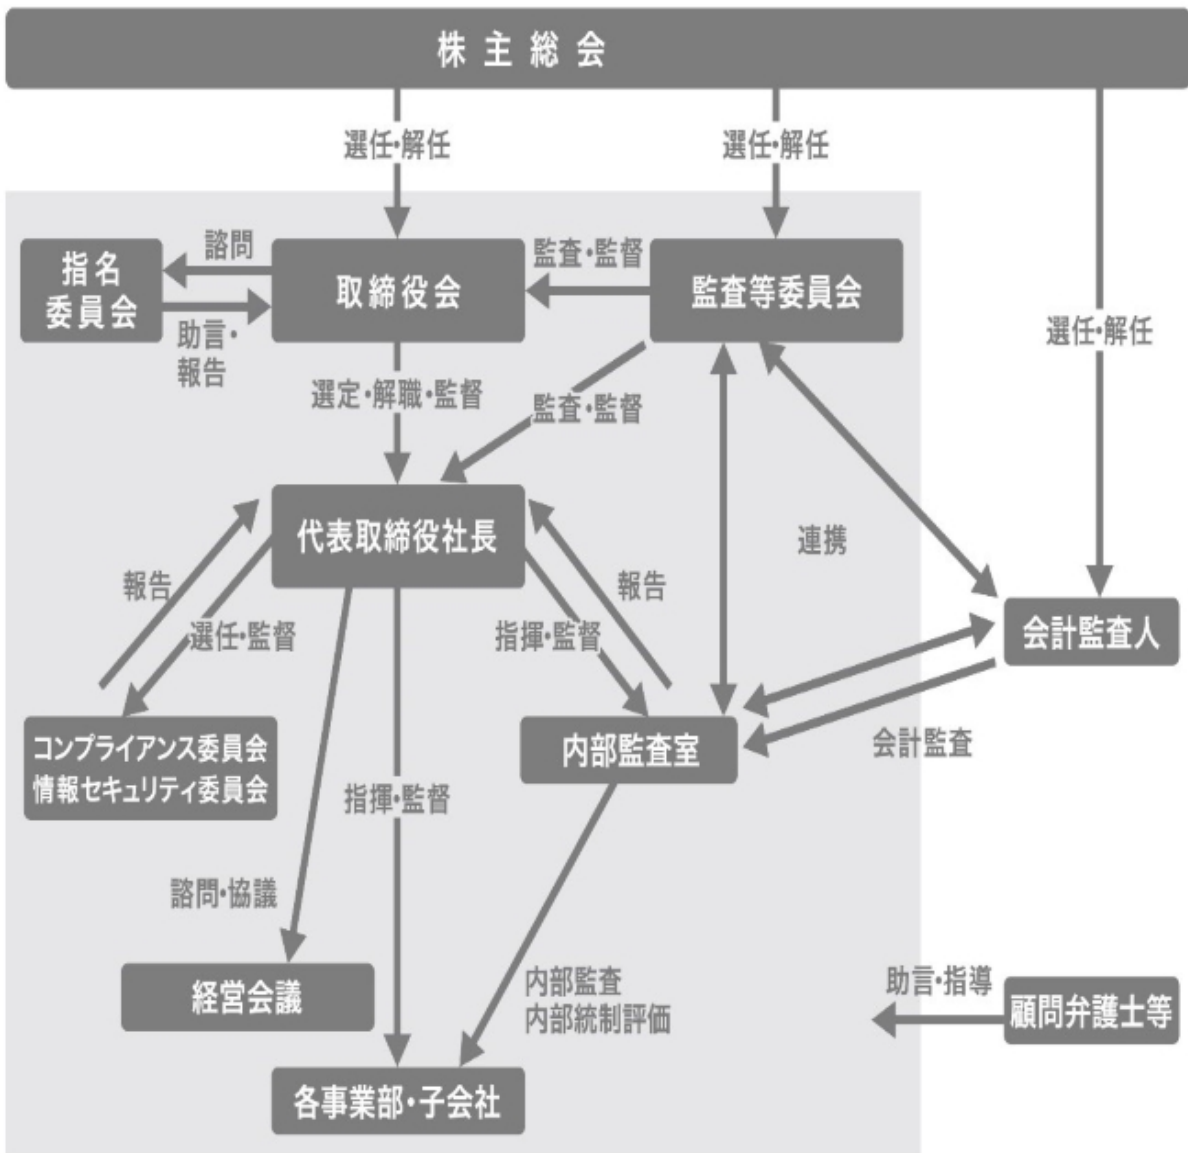 株主総会
選任・解任
選任・解任
選任・解任
指名
委員会
諮問
助言・
報告
取締役会
監査・監督
監査等委員会
選定・解職・監督
監査・監督
代表取締役社長
連携
報告
選任・監督
指揮・監督
報告
会計監査人
コンプライアンス委員会
情報セキュリティ委員会
内部監査室
会計監査
指揮・監督
諮問・協議
経営会議
内部監査
内部統制評価
助言・指導
顧問弁護士等
各事業部・子会社